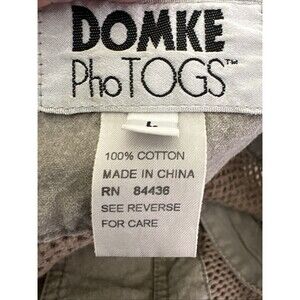 DOMKE
PhoTOGS™
L
100% COTTON
MADE IN CHINA
RN 84436
SEE REVERSE
FOR CARE